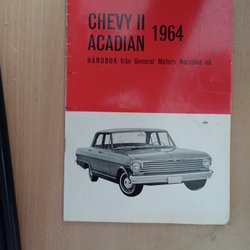 CHEVY II
ACADIAN 1964
HANDBOK från General Motors Nordiska ab